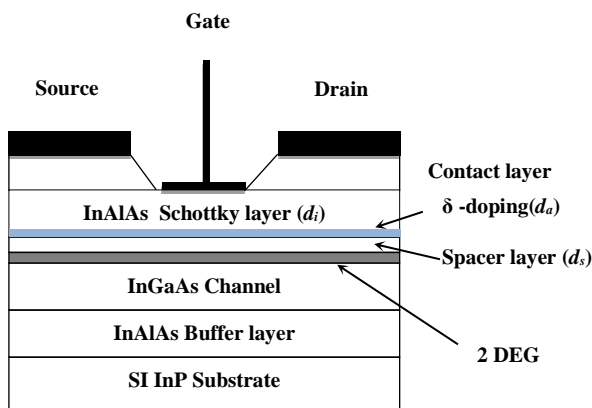 Gate
Source
Drain
Contact layer
InAlAs Schottky layer (di)
δ -doping(da)
Spacer layer (ds)
InGaAs Channel
InAlAs Buffer layer
2 DEG
SI InP Substrate